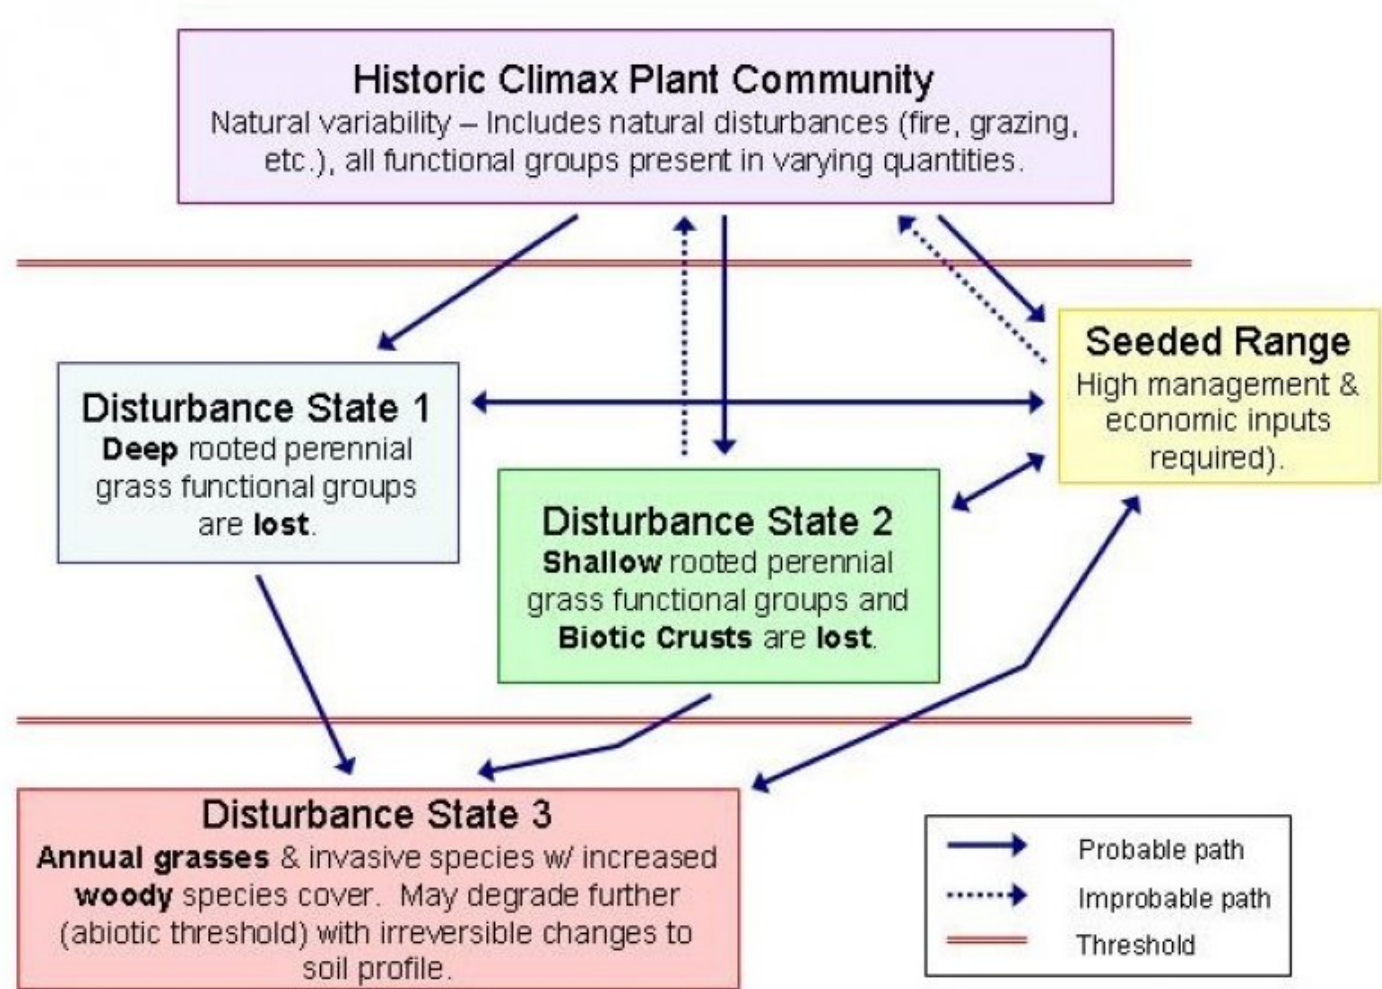 Historic Climax Plant Community
Natural variability – Includes natural disturbances (fire, grazing,
etc.), all functional groups present in varying quantities.
Seeded Range
High management &
economic inputs
required).
Disturbance State 1
Deep rooted perennial
grass functional groups
are lost.
Disturbance State 2
Shallow rooted perennial
grass functional groups and
Biotic Crusts are lost.
Disturbance State 3
Annual grasses & invasive species w/ increased
woody species cover. May degrade further
(abiotic threshold) with irreversible changes to
soil profile.
Probable path
Improbable path
Threshold